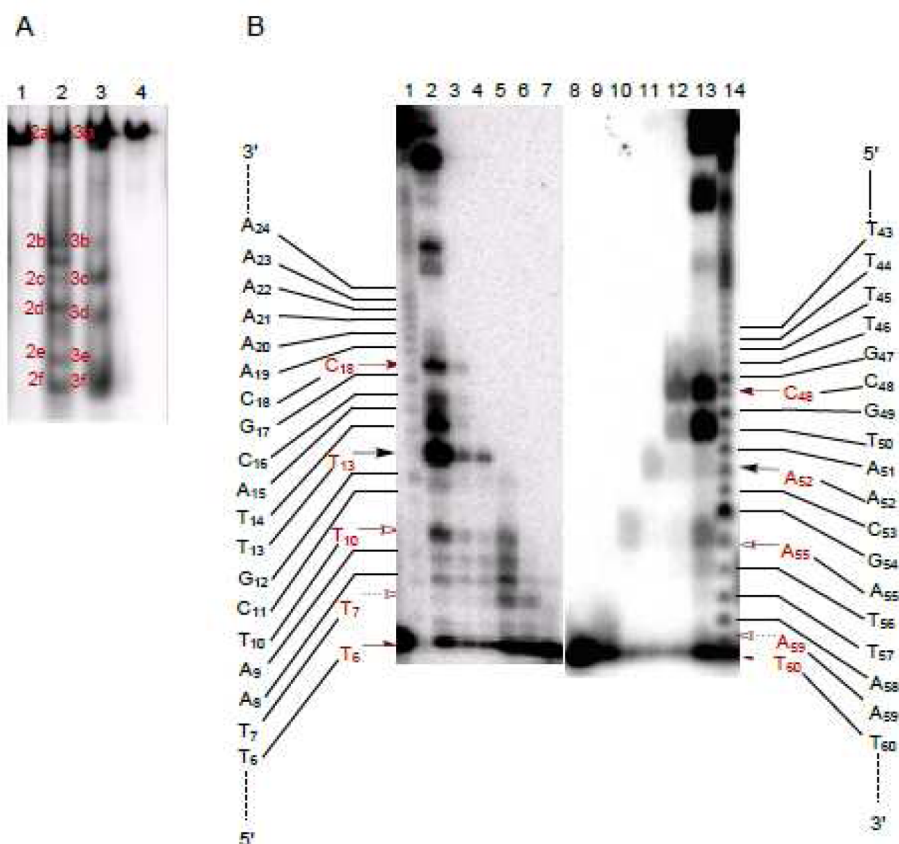 A
B
1 2 3 4
2a 3a
2b 3b
2c 3c
2d 3d
2e 3e
2f 3f
1 2 3 4 5 6 7 8 9 10 11 12 13 14
3'
A24
A23
A22
A21
A20
A19
C18
G17
C16
A15
T14
T13
G12
C11
T10
A9
A8
T7
T6
5'
C18
T13
T10
T7
T6
5'
T43
T44
T45
T46
G47
C48
G49
T50
A51
A52
C53
G54
A55
T56
T57
A58
A59
T60
3'
C48
A52
A55
A59
T60